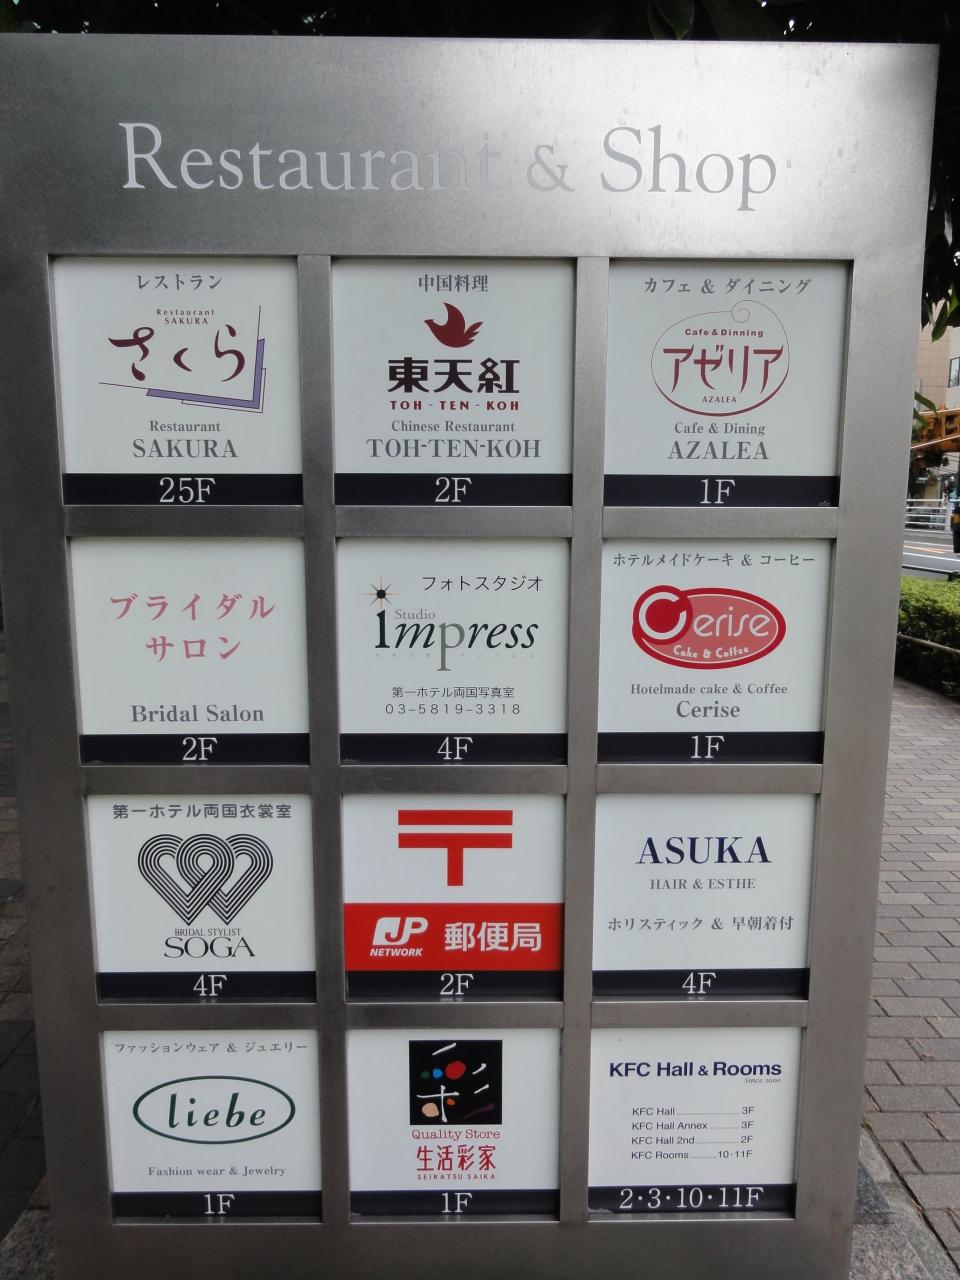 Restaurant & Shop
レストラン
Restaurant
SAKURA
さくら
Restaurant
SAKURA
25F
中国料理
東天紅
TOH-TEN-KOH
Chinese Restaurant
TOH-TEN-KOH
2F
カフェ & ダイニング
Cafe & Dinning
アゼリア
AZALEA
Cafe & Dining
AZALEA
1F
ブライダル
サロン
Bridal Salon
2F
フォトスタジオ
Studio
impress
スタジオ インプレス
第一ホテル両国写真室
03-5819-3318
4F
ホテルメイドケーキ & コーヒー
Cerise
Cake & Coffee
Hotelmade cake & Coffee
Cerise
1F
第一ホテル両国衣裳室
BRIDAL STYLIST
SOGA
4F
〒
JP
NETWORK
郵便局
2F
ASUKA
HAIR & ESTHE
ホリスティック & 早朝着付
4F
ファッションウェア & ジュエリー
liebe
Fashion wear & Jewelry
1F
彩
Quality Store
生活彩家
SEIKATSU SAIKA
1F
KFC Hall & Rooms
Since 2000
KFC Hall 3F
KFC Hall Annex 3F
KFC Hall 2nd 2F
KFC Rooms 10・11F
2・3・10・11F